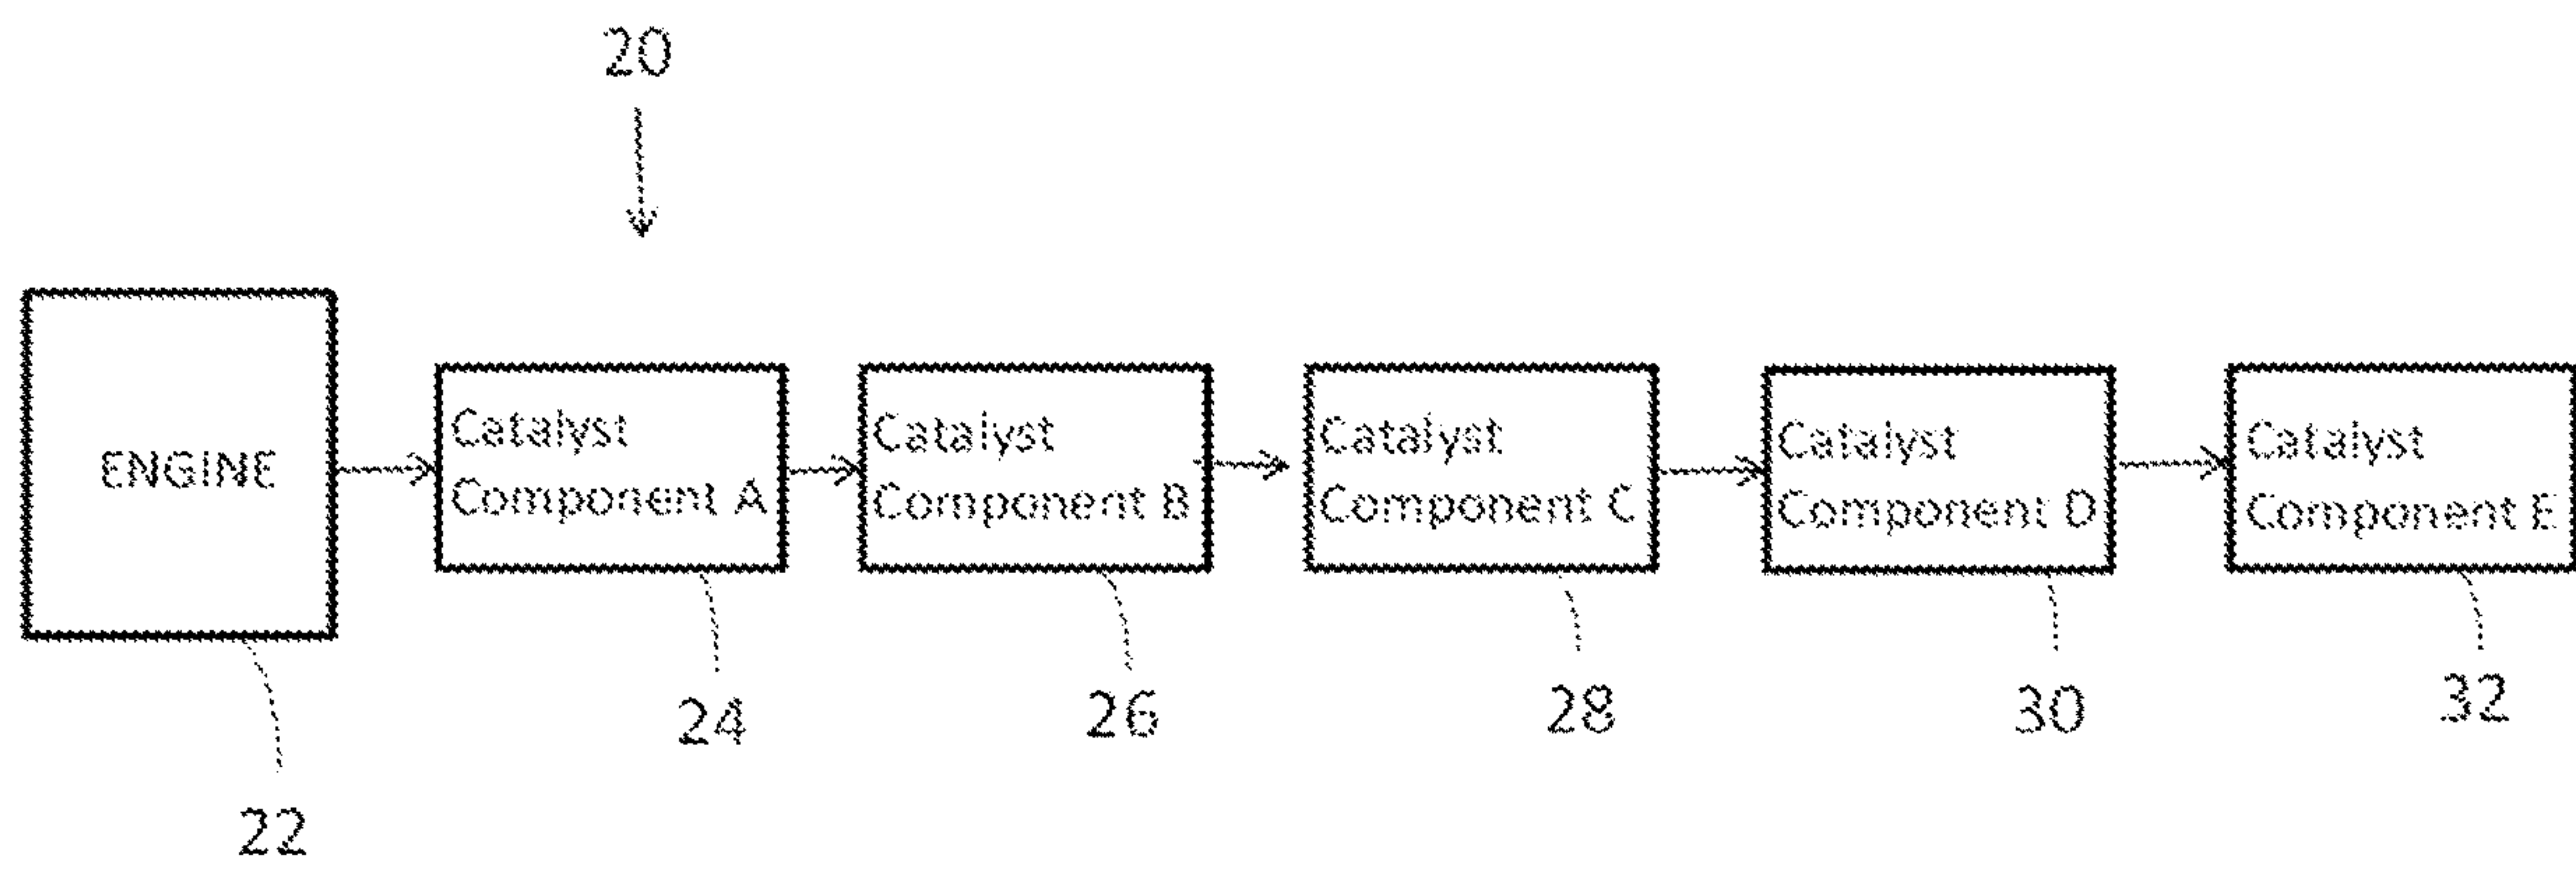 20
ENGINE
Catalyst
Component A
Catalyst
Component B
Catalyst
Component C
Catalyst
Component D
Catalyst
Component E
22
24
26
28
30
32